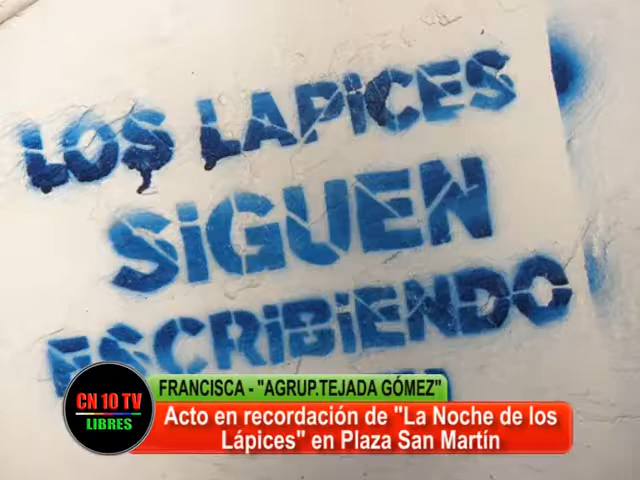 LOS LAPiCES
SiGUEN
ESCRiBiENDO
CN 10 TV
LIBRES
FRANCISCA - "AGRUP.TEJADA GÓMEZ"
Acto en recordación de "La Noche de los
Lápices" en Plaza San Martín